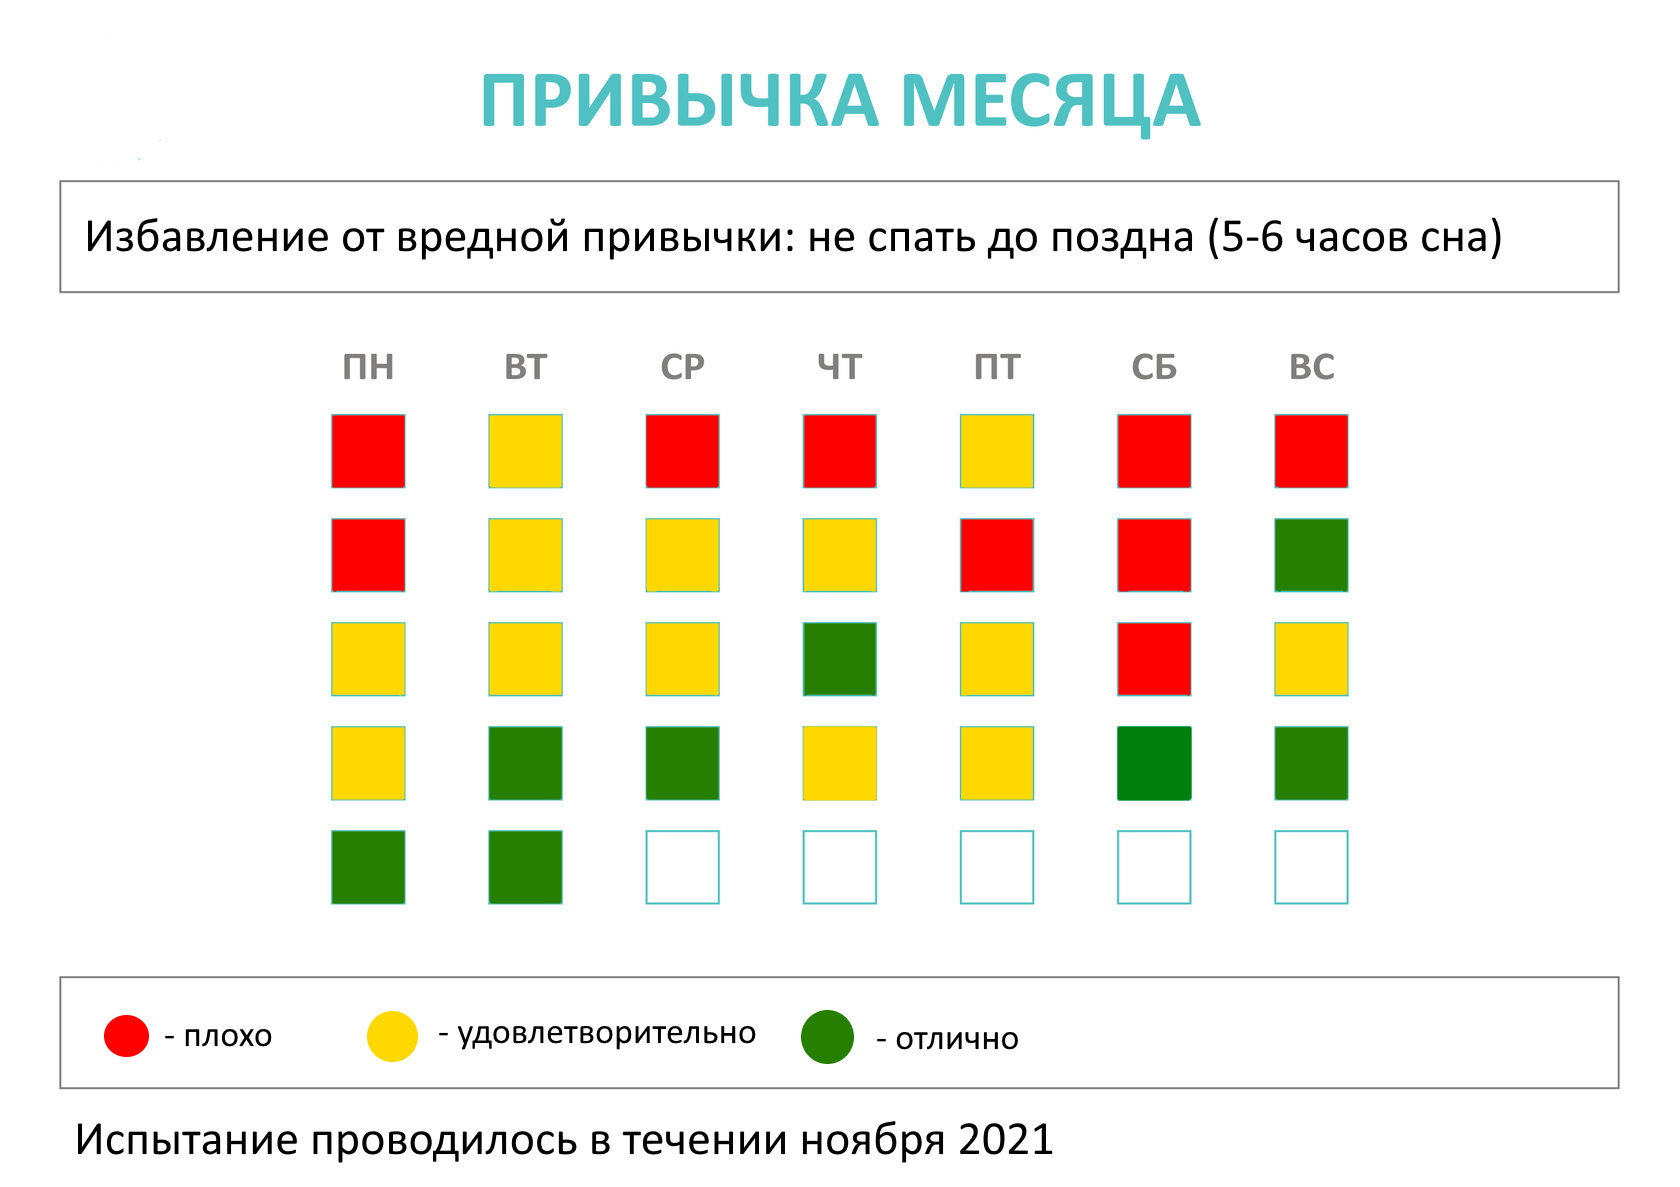 ПРИВЫЧКА МЕСЯЦА
Избавление от вредной привычки: не спать до поздна (5-6 часов сна)
ПН ВТ СР ЧТ ПТ СБ ВС
- плохо - удовлетворительно - отлично
Испытание проводилось в течении ноября 2021